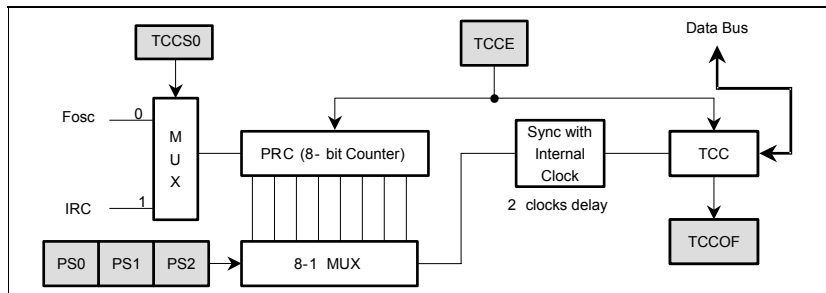 TCCS0
TCCE
Data Bus
Fosc
0
M
U
X
PRC (8- bit Counter)
Sync with
Internal
Clock
TCC
IRC
1
2 clocks delay
TCCOF
PS0 PS1 PS2
8-1 MUX